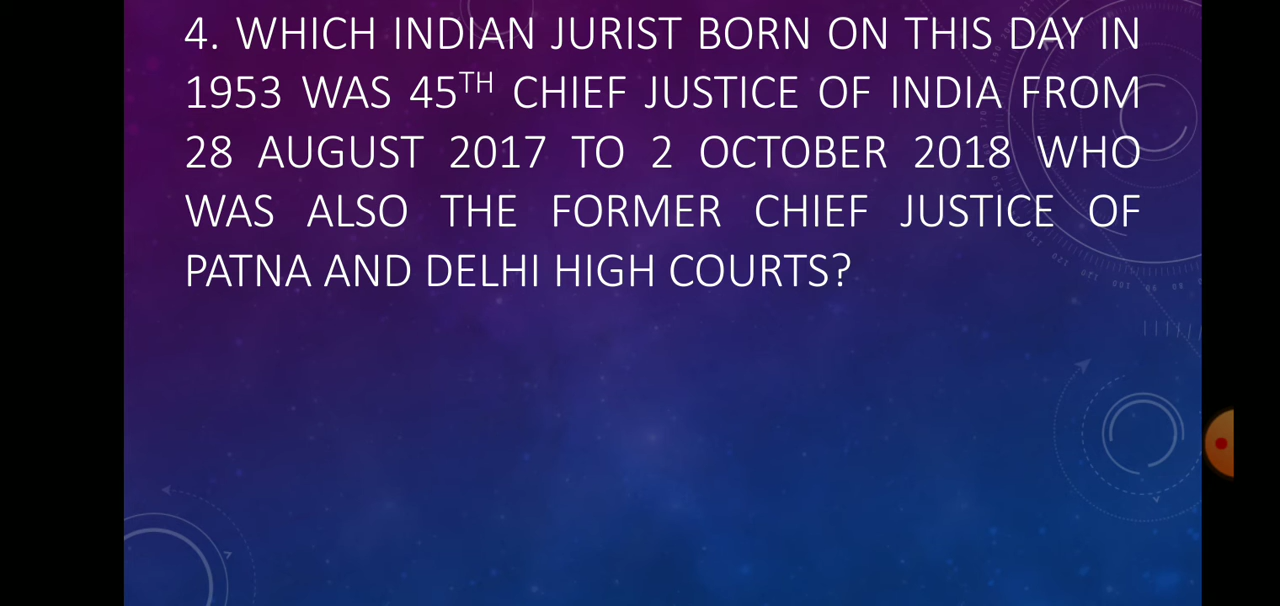 4. WHICH INDIAN JURIST BORN ON THIS DAY IN
1953 WAS 45TH CHIEF JUSTICE OF INDIA FROM
28 AUGUST 2017 TO 2 OCTOBER 2018 WHO
WAS ALSO THE FORMER CHIEF JUSTICE OF
PATNA AND DELHI HIGH COURTS?